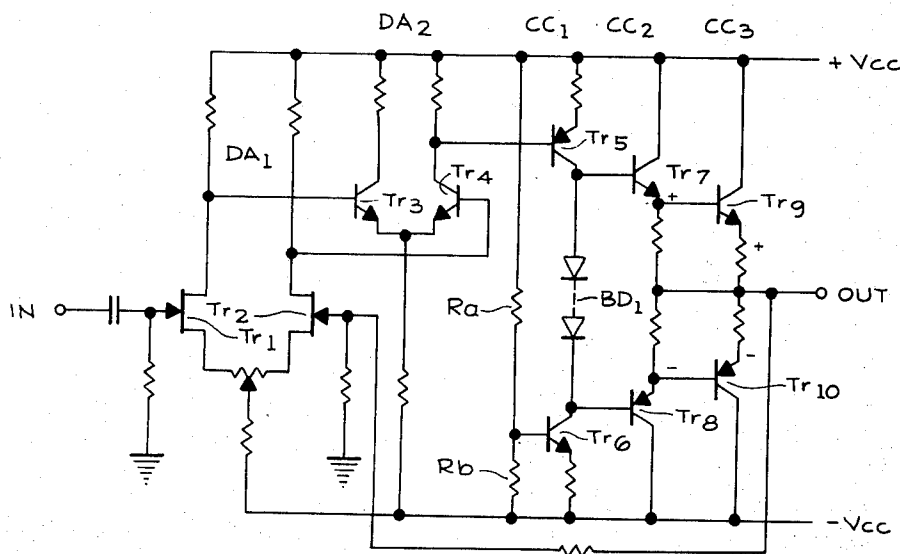 DA2 CC1 CC2 CC3
+ Vcc
Tr5
DA1
Tr4
Tr7
Tr3
+
Tr9
+
IN
Tr2
Tr1
Ra
BD1
OUT
-
-
Tr10
Tr8
Tr6
Rb
-Vcc